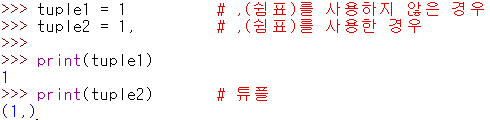 >>> tuple1 = 1 # ,(쉼표)를 사용하지 않은 경우
>>> tuple2 = 1, # ,(쉼표)를 사용한 경우
>>>
>>> print(tuple1)
1
>>> print(tuple2) # 튜플
(1,)